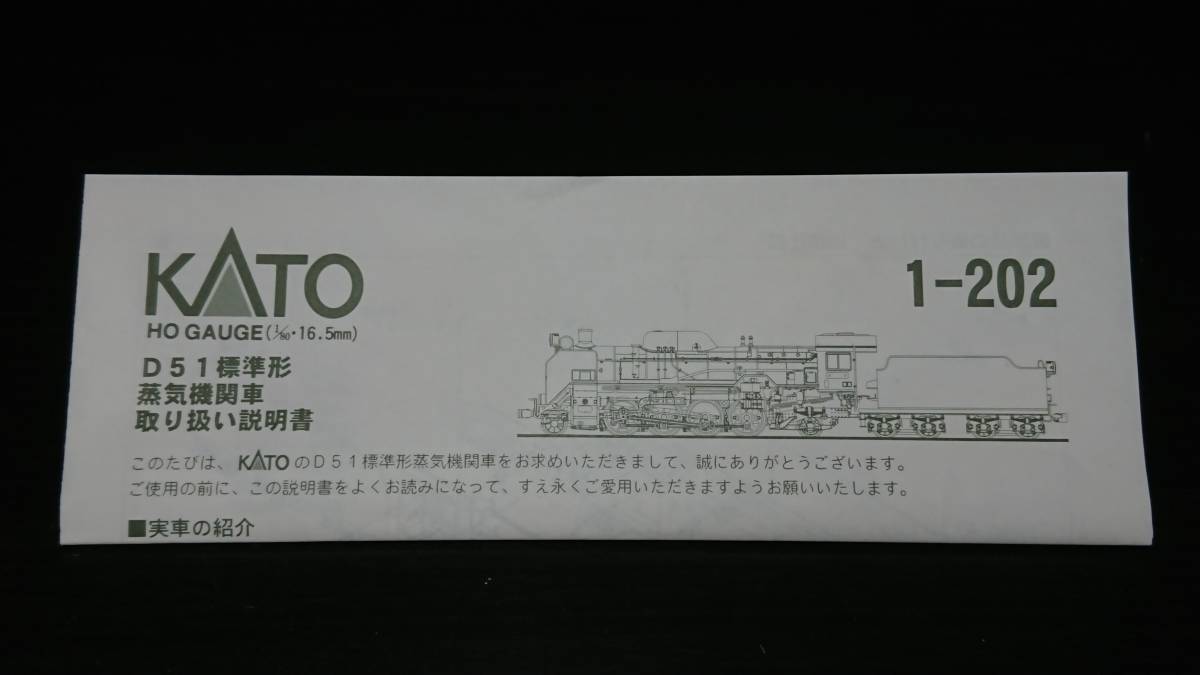 KATO
1-202
HO GAUGE(1/80・16.5mm)
D51標準形
蒸気機関車
取り扱い説明書
このたびは、KATOのD51標準形蒸気機関車をお求めいただきまして、誠にありがとうございます。
ご使用の前に、この説明書をよくお読みになって、すえ永くご愛用いただきますようお願いいたします。
■実車の紹介